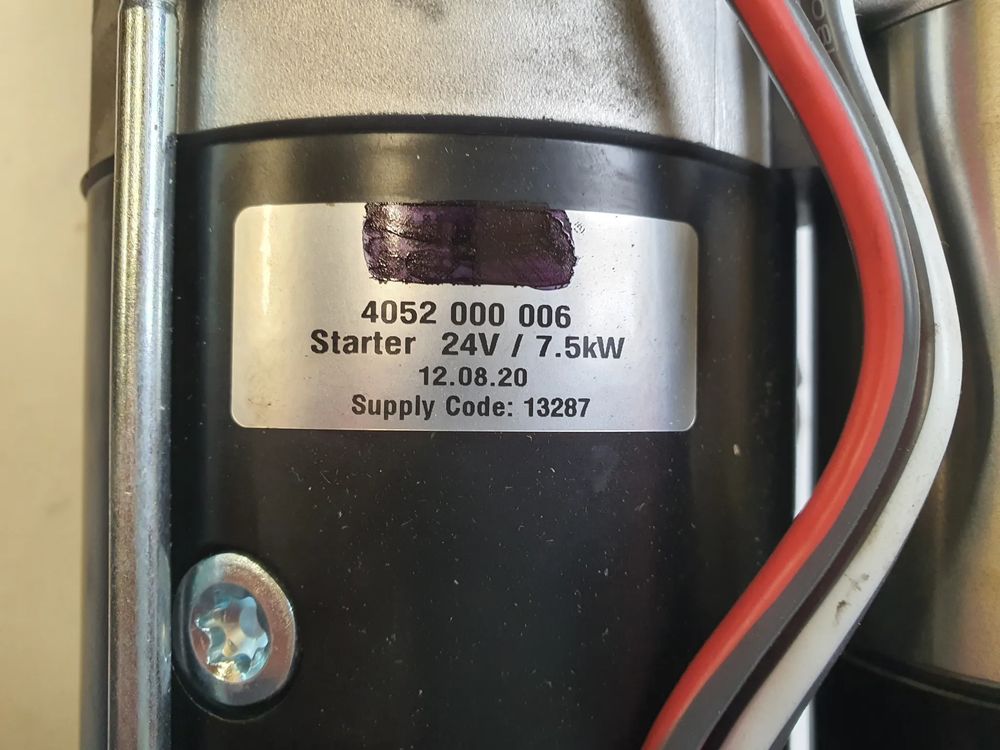 4052 000 006
Starter 24V / 7.5kW
12.08.20
Supply Code: 13287